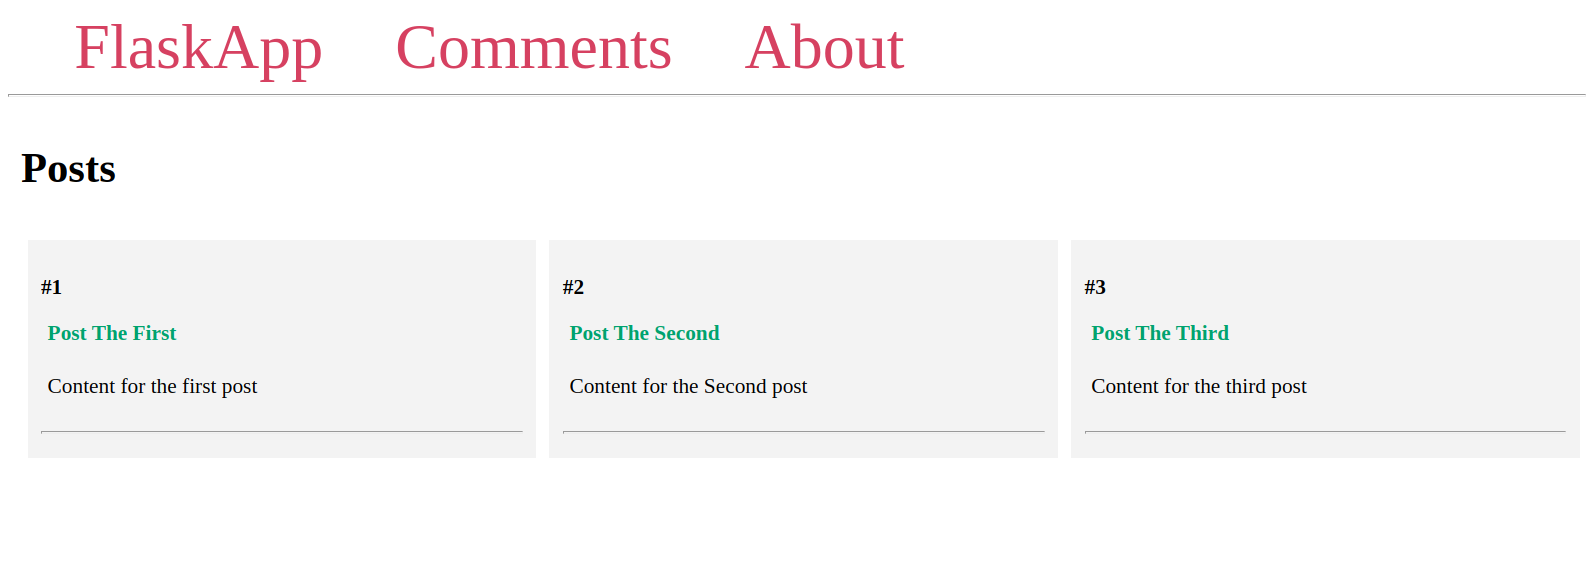 FlaskApp Comments About
Posts
#1
Post The First
Content for the first post
#2
Post The Second
Content for the Second post
#3
Post The Third
Content for the third post